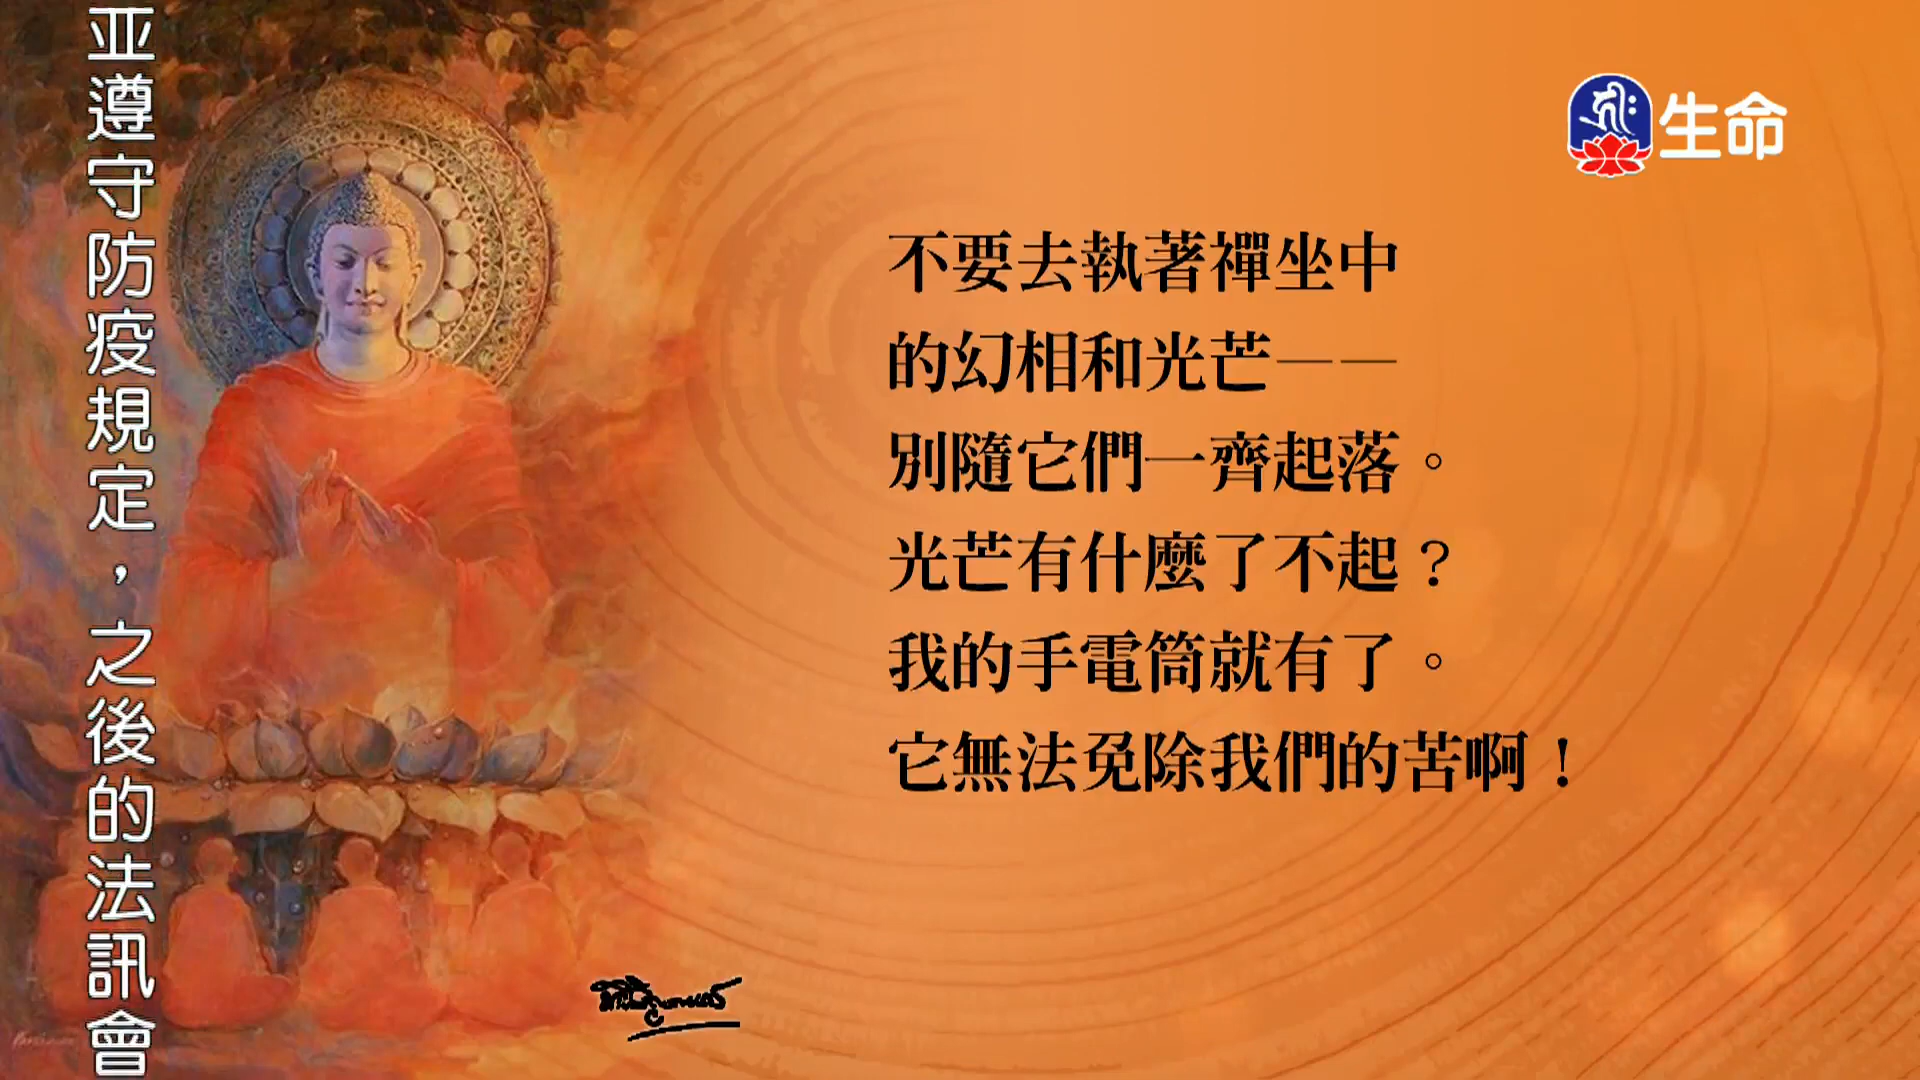 並遵守防疫規定，之後的法訊會
生命
不要去執著禪坐中
的幻相和光芒——
別隨它們一齊起落。
光芒有什麼了不起？
我的手電筒就有了。
它無法免除我們的苦啊！